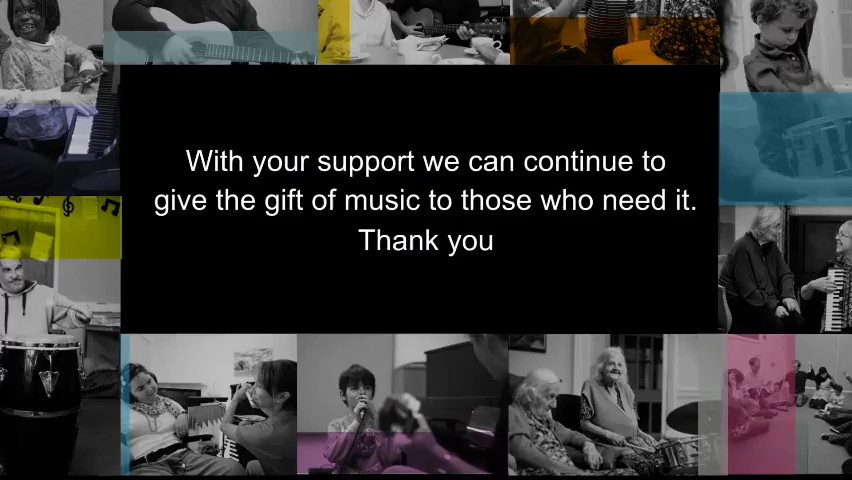 With your support we can continue to
give the gift of music to those who need it.
Thank you